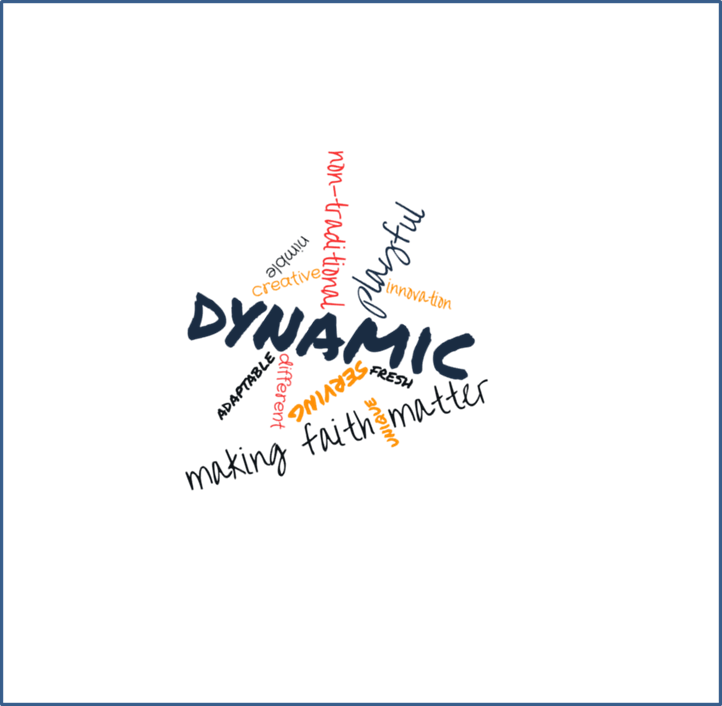 non-traditional
playful
nimble
creative
innovation
DYNAMIC
ADAPTABLE
different
SERVING
FRESH
UNIQUE
making faith matter